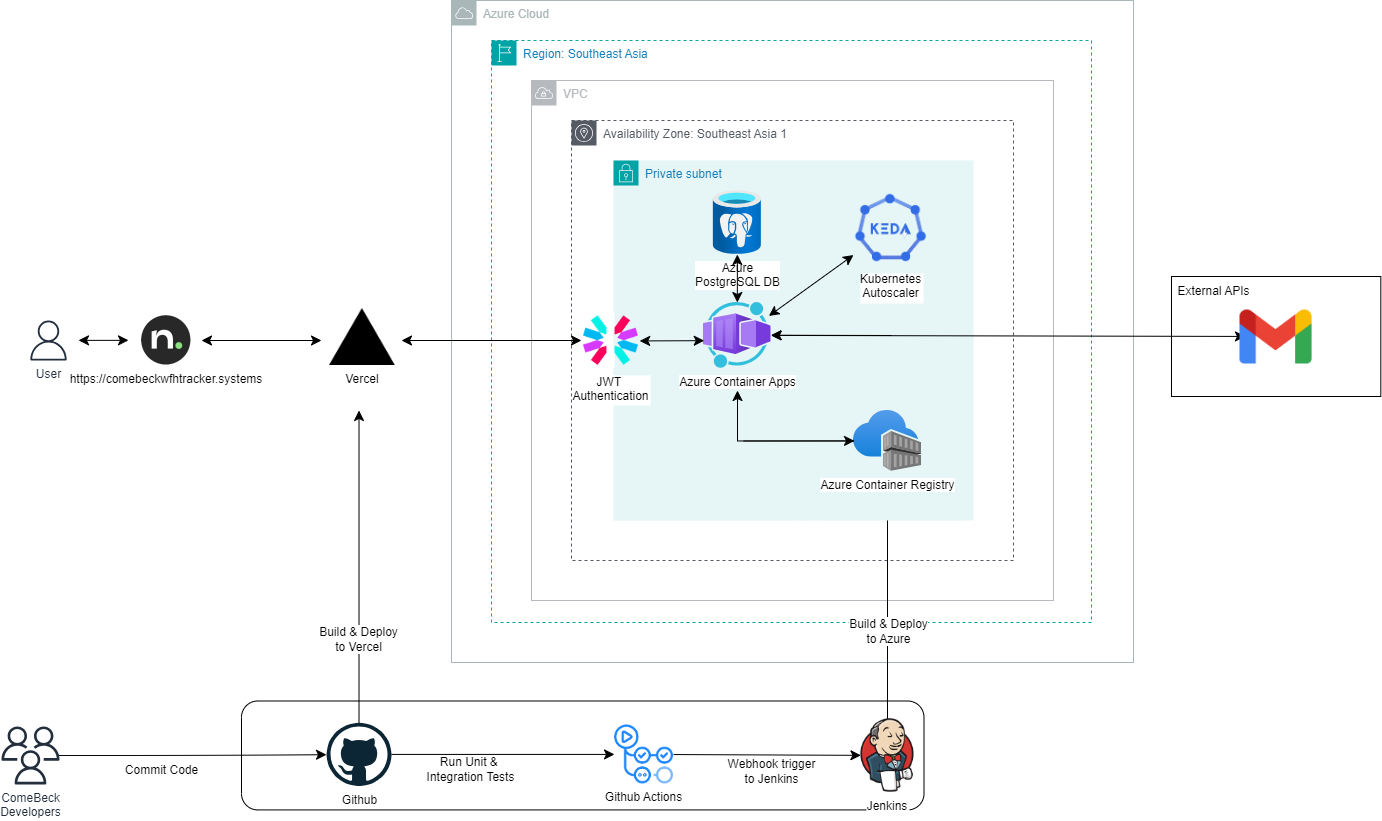 Azure Cloud
Region: Southeast Asia
VPC
Availability Zone: Southeast Asia 1
Private subnet
KEDA
Azure
PostgreSQL DB
Kubernetes
Autoscaler
External APIs
n.
User
https://comebeckwfhtracker.systems
Vercel
JWT
Authentication
Azure Container Apps
Azure Container Registry
Build & Deploy
to Vercel
Build & Deploy
to Azure
Commit Code
Run Unit &
Integration Tests
Webhook trigger
to Jenkins
ComeBeck
Developers
Github
Github Actions
Jenkins